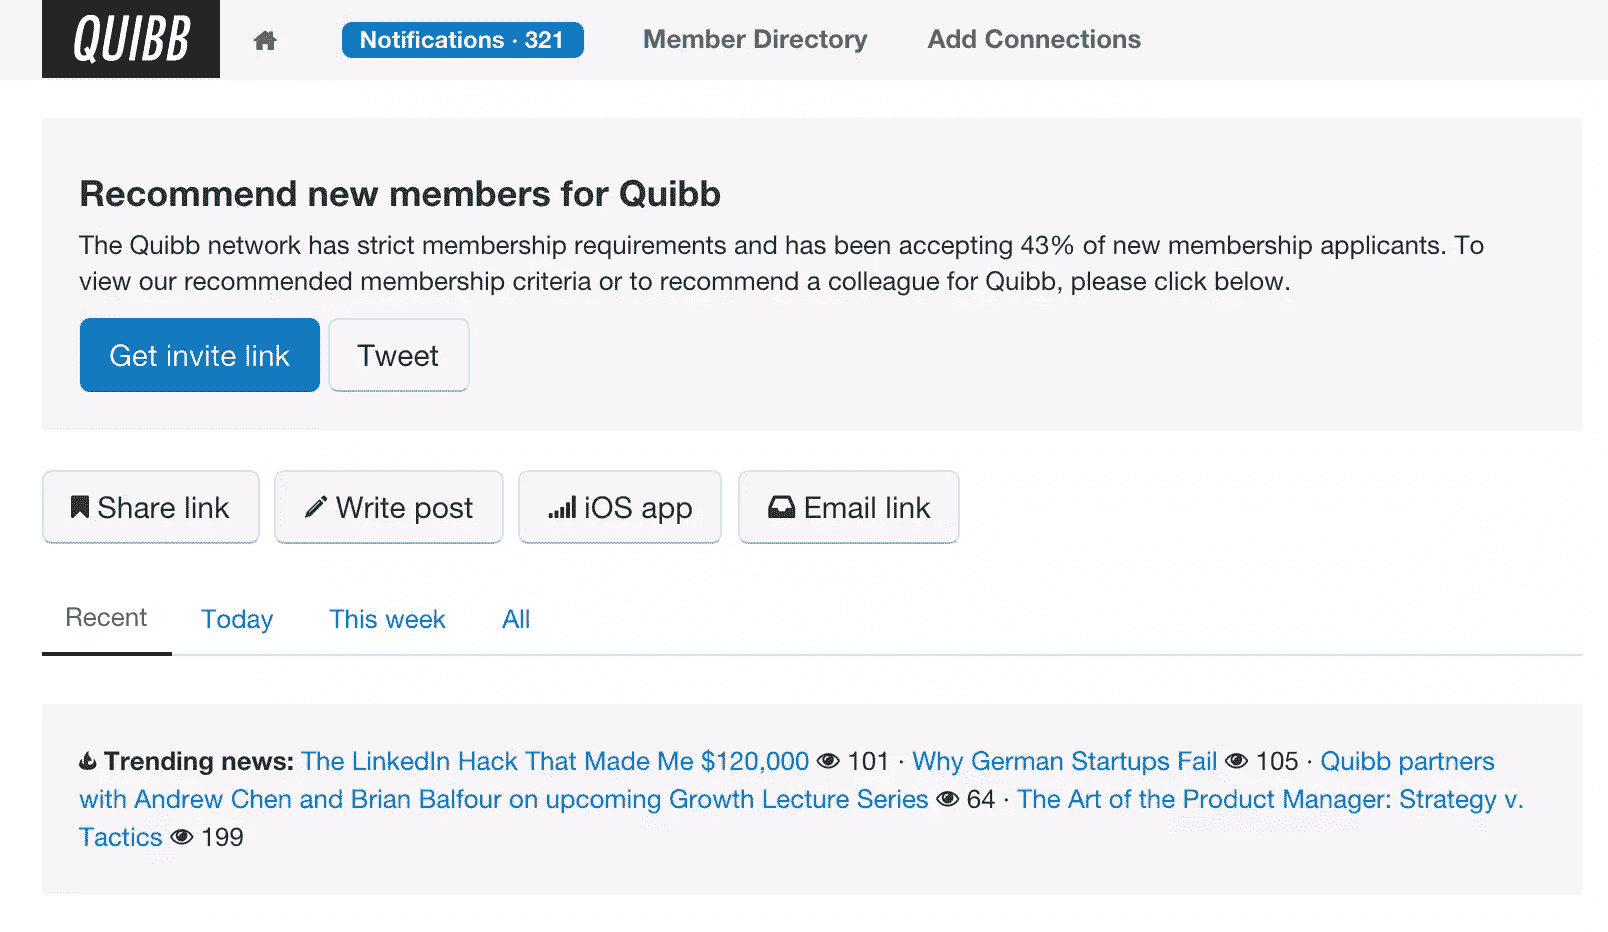 QUIBB
Notifications · 321
Member Directory
Add Connections
Recommend new members for Quibb
The Quibb network has strict membership requirements and has been accepting 43% of new membership applicants. To
view our recommended membership criteria or to recommend a colleague for Quibb, please click below.
Get invite link
Tweet
Share link
Write post
iOS app
Email link
Recent
Today
This week
All
Trending news: The LinkedIn Hack That Made Me $120,000 101 · Why German Startups Fail 105 · Quibb partners
with Andrew Chen and Brian Balfour on upcoming Growth Lecture Series 64 · The Art of the Product Manager: Strategy v.
Tactics 199